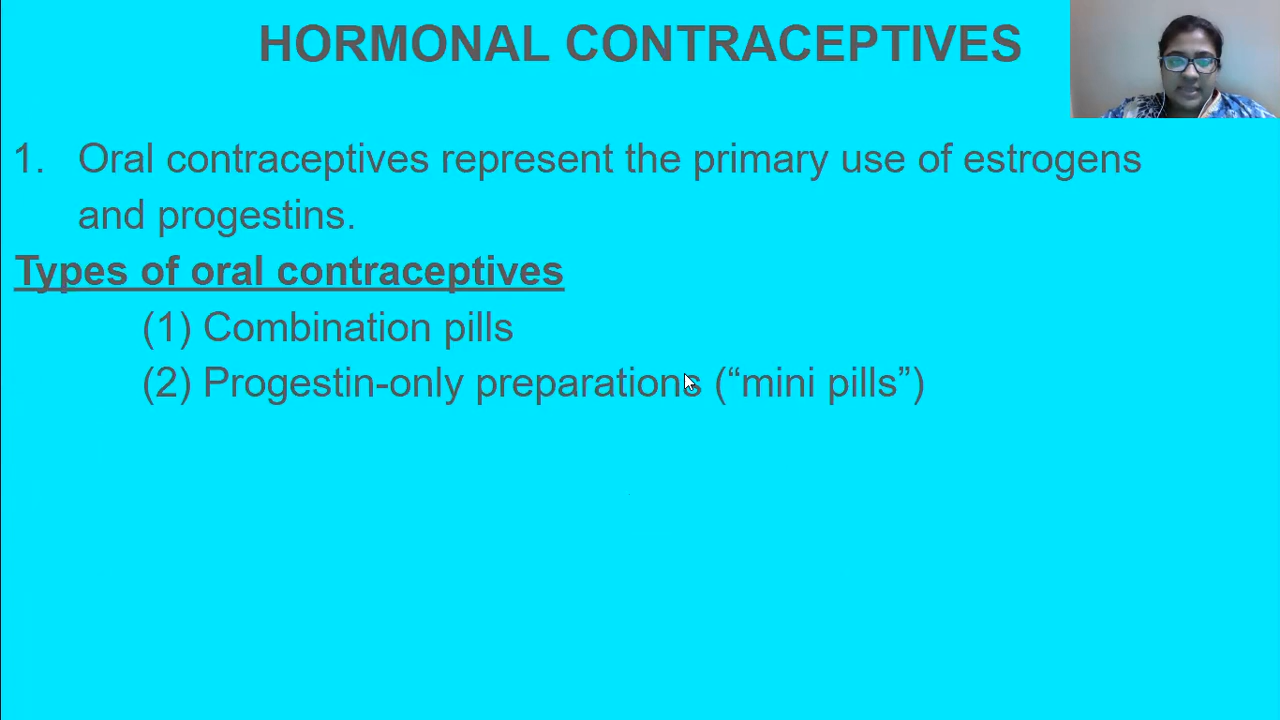 HORMONAL CONTRACEPTIVES
1. Oral contraceptives represent the primary use of estrogens
and progestins.
Types of oral contraceptives
(1) Combination pills
(2) Progestin-only preparations (“mini pills”)